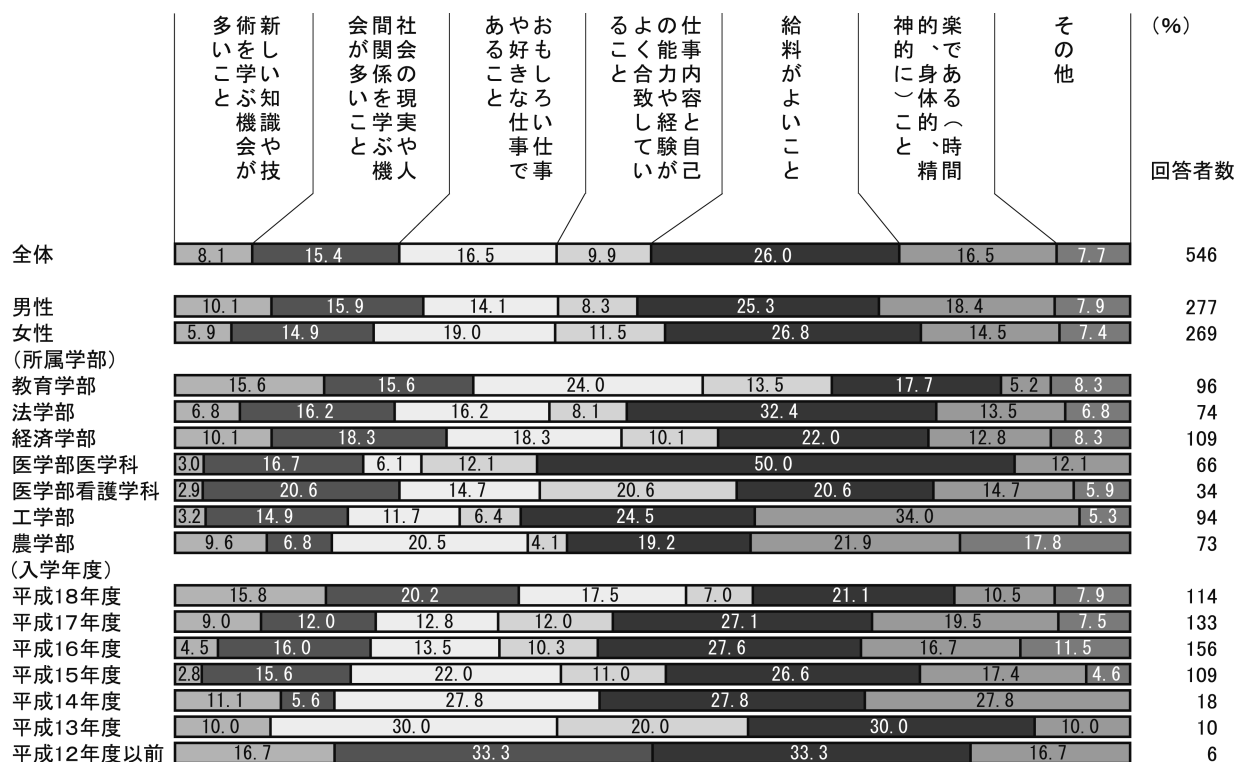 新しい知識や技
術を学ぶ機会が
多いこと
社会の現実や人
間関係を学ぶ機
会が多いこと
おもしろい仕事
や好きな仕事で
あること
仕事内容と自己
の能力や経験が
よく合致してい
ること
給料がよいこと
楽である（時間
的、身体的、精
神的に）こと
その他
(%)
回答者数
全体 8.1 15.4 16.5 9.9 26.0 16.5 7.7 546
男性 10.1 15.9 14.1 8.3 25.3 18.4 7.9 277
女性 5.9 14.9 19.0 11.5 26.8 14.5 7.4 269
(所属学部)
教育学部 15.6 15.6 24.0 13.5 17.7 5.2 8.3 96
法学部 6.8 16.2 16.2 8.1 32.4 13.5 6.8 74
経済学部 10.1 18.3 18.3 10.1 22.0 12.8 8.3 109
医学部医学科 3.0 16.7 6.1 12.1 50.0 12.1 66
医学部看護学科 2.9 20.6 14.7 20.6 20.6 14.7 5.9 34
工学部 3.2 14.9 11.7 6.4 24.5 34.0 5.3 94
農学部 9.6 6.8 20.5 4.1 19.2 21.9 17.8 73
(入学年度)
平成18年度 15.8 20.2 17.5 7.0 21.1 10.5 7.9 114
平成17年度 9.0 12.0 12.8 12.0 27.1 19.5 7.5 133
平成16年度 4.5 16.0 13.5 10.3 27.6 16.7 11.5 156
平成15年度 2.8 15.6 22.0 11.0 26.6 17.4 4.6 109
平成14年度 11.1 5.6 27.8 27.8 27.8 18
平成13年度 10.0 30.0 20.0 30.0 10.0 10
平成12年度以前 16.7 33.3 33.3 16.7 6